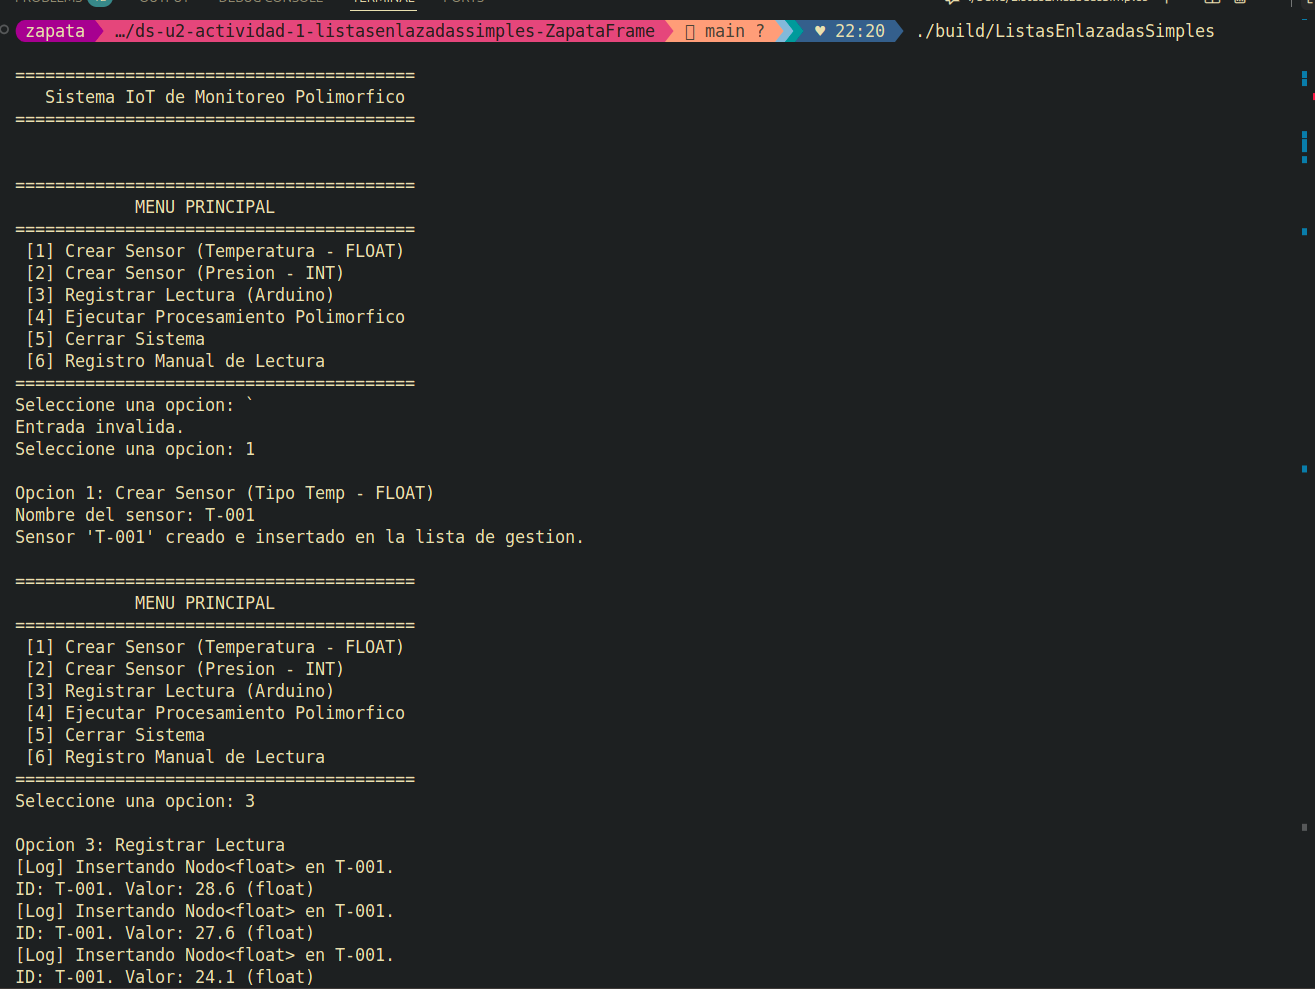 PROBLEMS OUTPUT DEBUG CONSOLE TERMINAL PORTS
zapata …/ds-u2-actividad-1-listasenlazadassimples-ZapataFrame main ? ♥ 22:20 ./build/ListasEnlazadasSimples
========================================
Sistema IoT de Monitoreo Polimorfico
========================================
========================================
MENU PRINCIPAL
========================================
[1] Crear Sensor (Temperatura - FLOAT)
[2] Crear Sensor (Presion - INT)
[3] Registrar Lectura (Arduino)
[4] Ejecutar Procesamiento Polimorfico
[5] Cerrar Sistema
[6] Registro Manual de Lectura
========================================
Seleccione una opcion: `
Entrada invalida.
Seleccione una opcion: 1
Opcion 1: Crear Sensor (Tipo Temp - FLOAT)
Nombre del sensor: T-001
Sensor 'T-001' creado e insertado en la lista de gestion.
========================================
MENU PRINCIPAL
========================================
[1] Crear Sensor (Temperatura - FLOAT)
[2] Crear Sensor (Presion - INT)
[3] Registrar Lectura (Arduino)
[4] Ejecutar Procesamiento Polimorfico
[5] Cerrar Sistema
[6] Registro Manual de Lectura
========================================
Seleccione una opcion: 3
Opcion 3: Registrar Lectura
[Log] Insertando Nodo<float> en T-001.
ID: T-001. Valor: 28.6 (float)
[Log] Insertando Nodo<float> en T-001.
ID: T-001. Valor: 27.6 (float)
[Log] Insertando Nodo<float> en T-001.
ID: T-001. Valor: 24.1 (float)